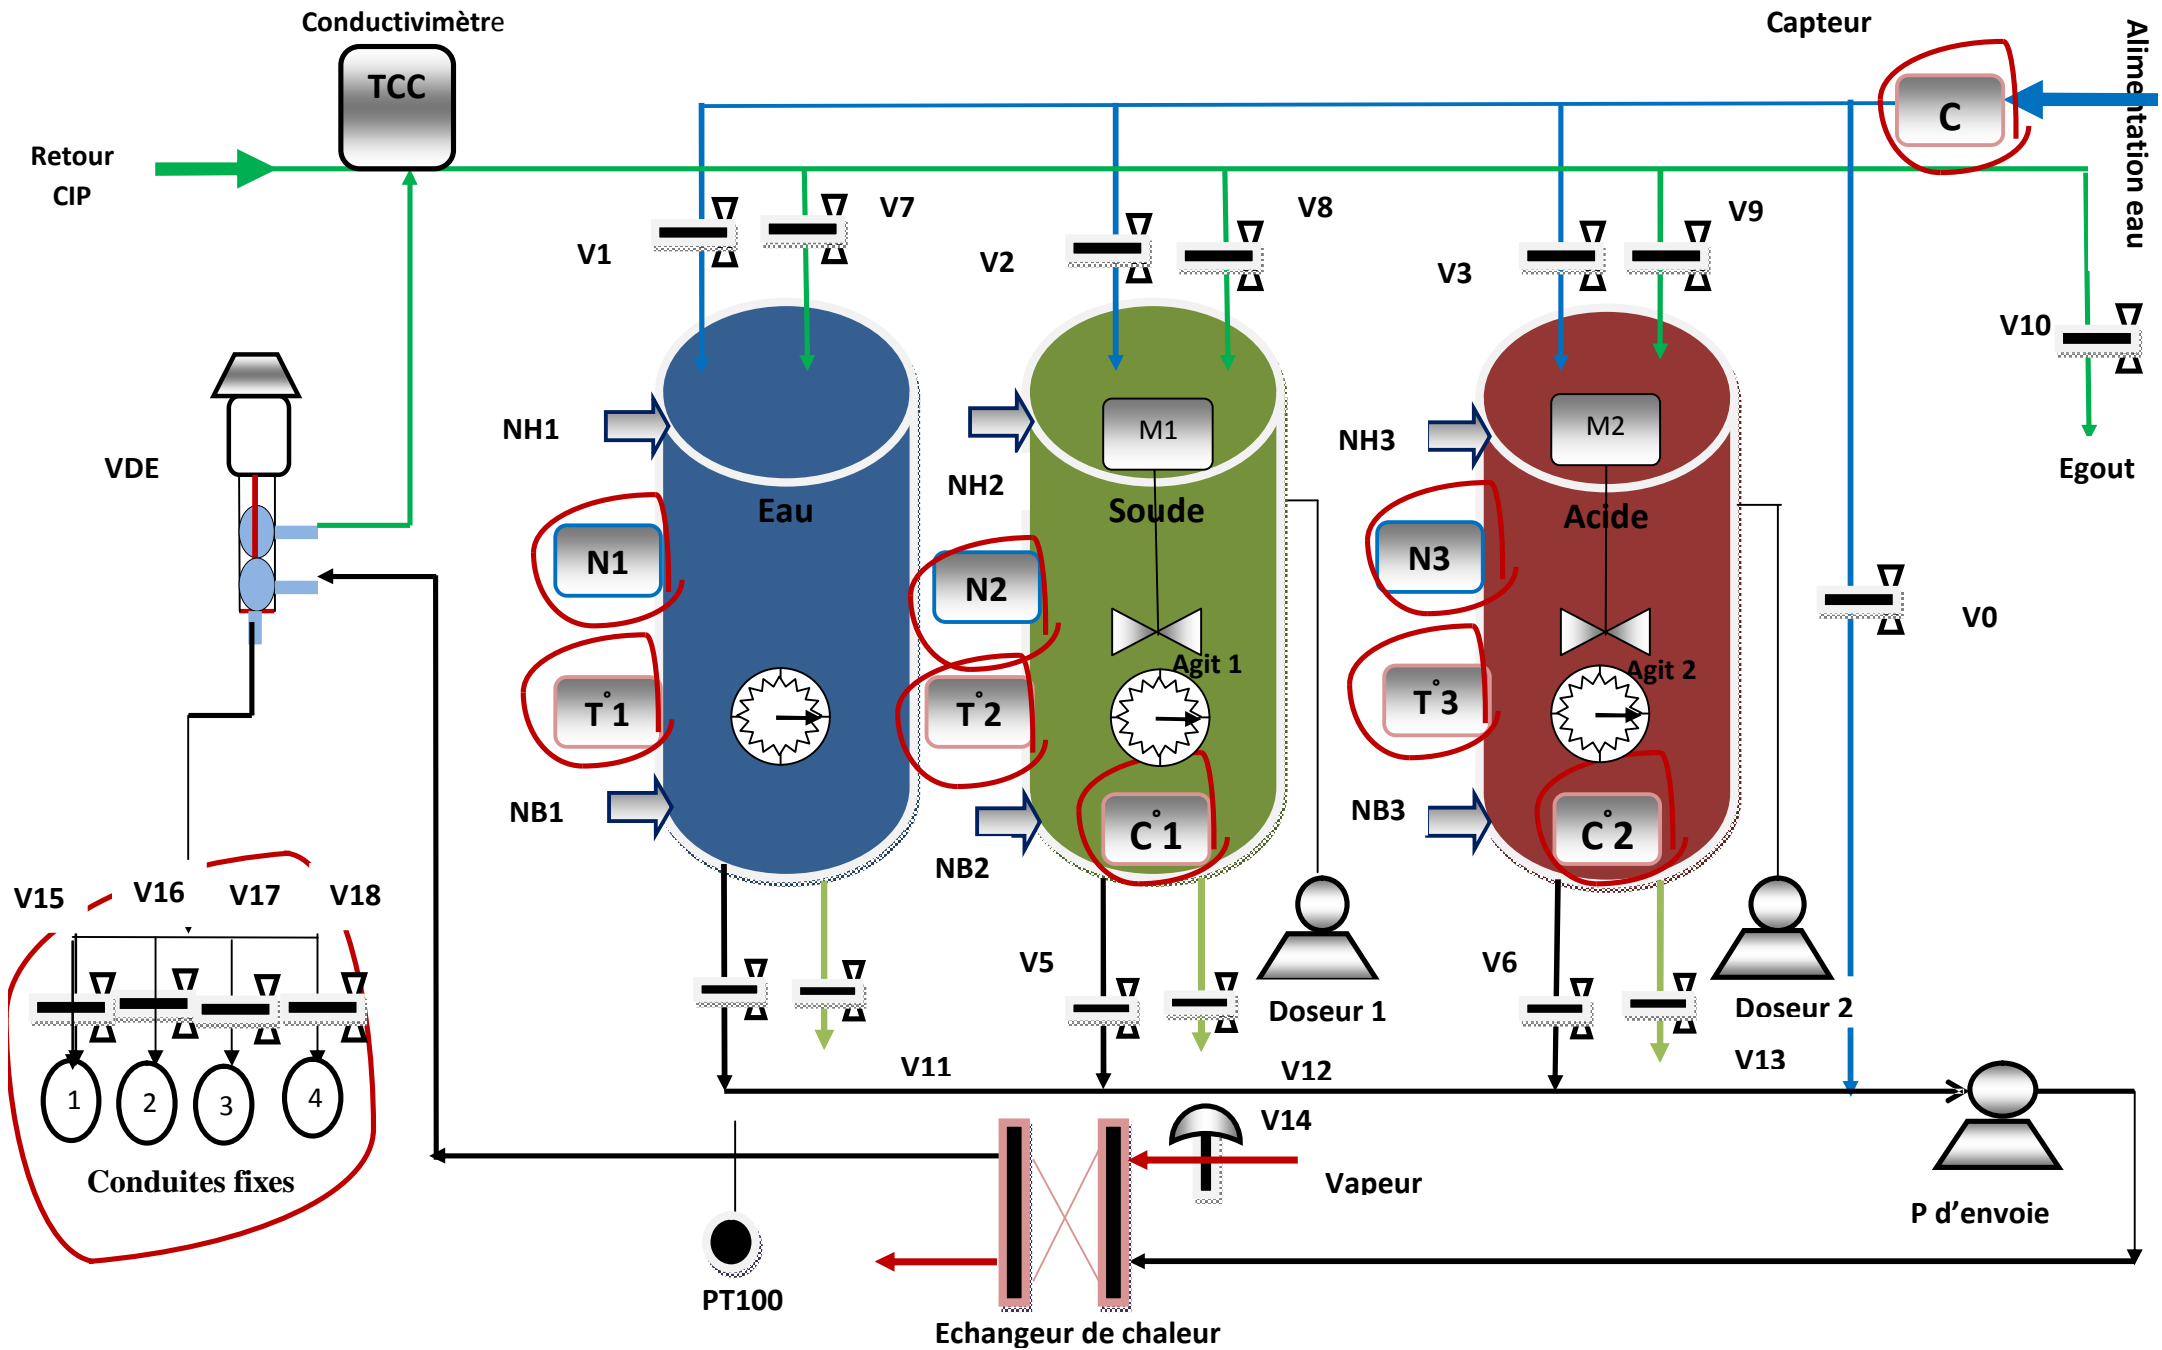 Conductivimètre
Capteur
Alimentation eau
TCC
C
Retour
CIP
V7
V8
V9
V1
V2
V3
V10
NH1
NH2
NH3
M1
M2
VDE
Egout
Eau
Soude
Acide
N1
N2
N3
V0
Agit 1
Agit 2
T°1
T°2
T°3
NB1
NB2
NB3
C°1
C°2
V15
V16
V17
V18
V5
V6
Doseur 1
Doseur 2
V11
V12
V13
1
2
3
4
V14
Conduites fixes
Vapeur
P d'envoie
PT100
Echangeur de chaleur